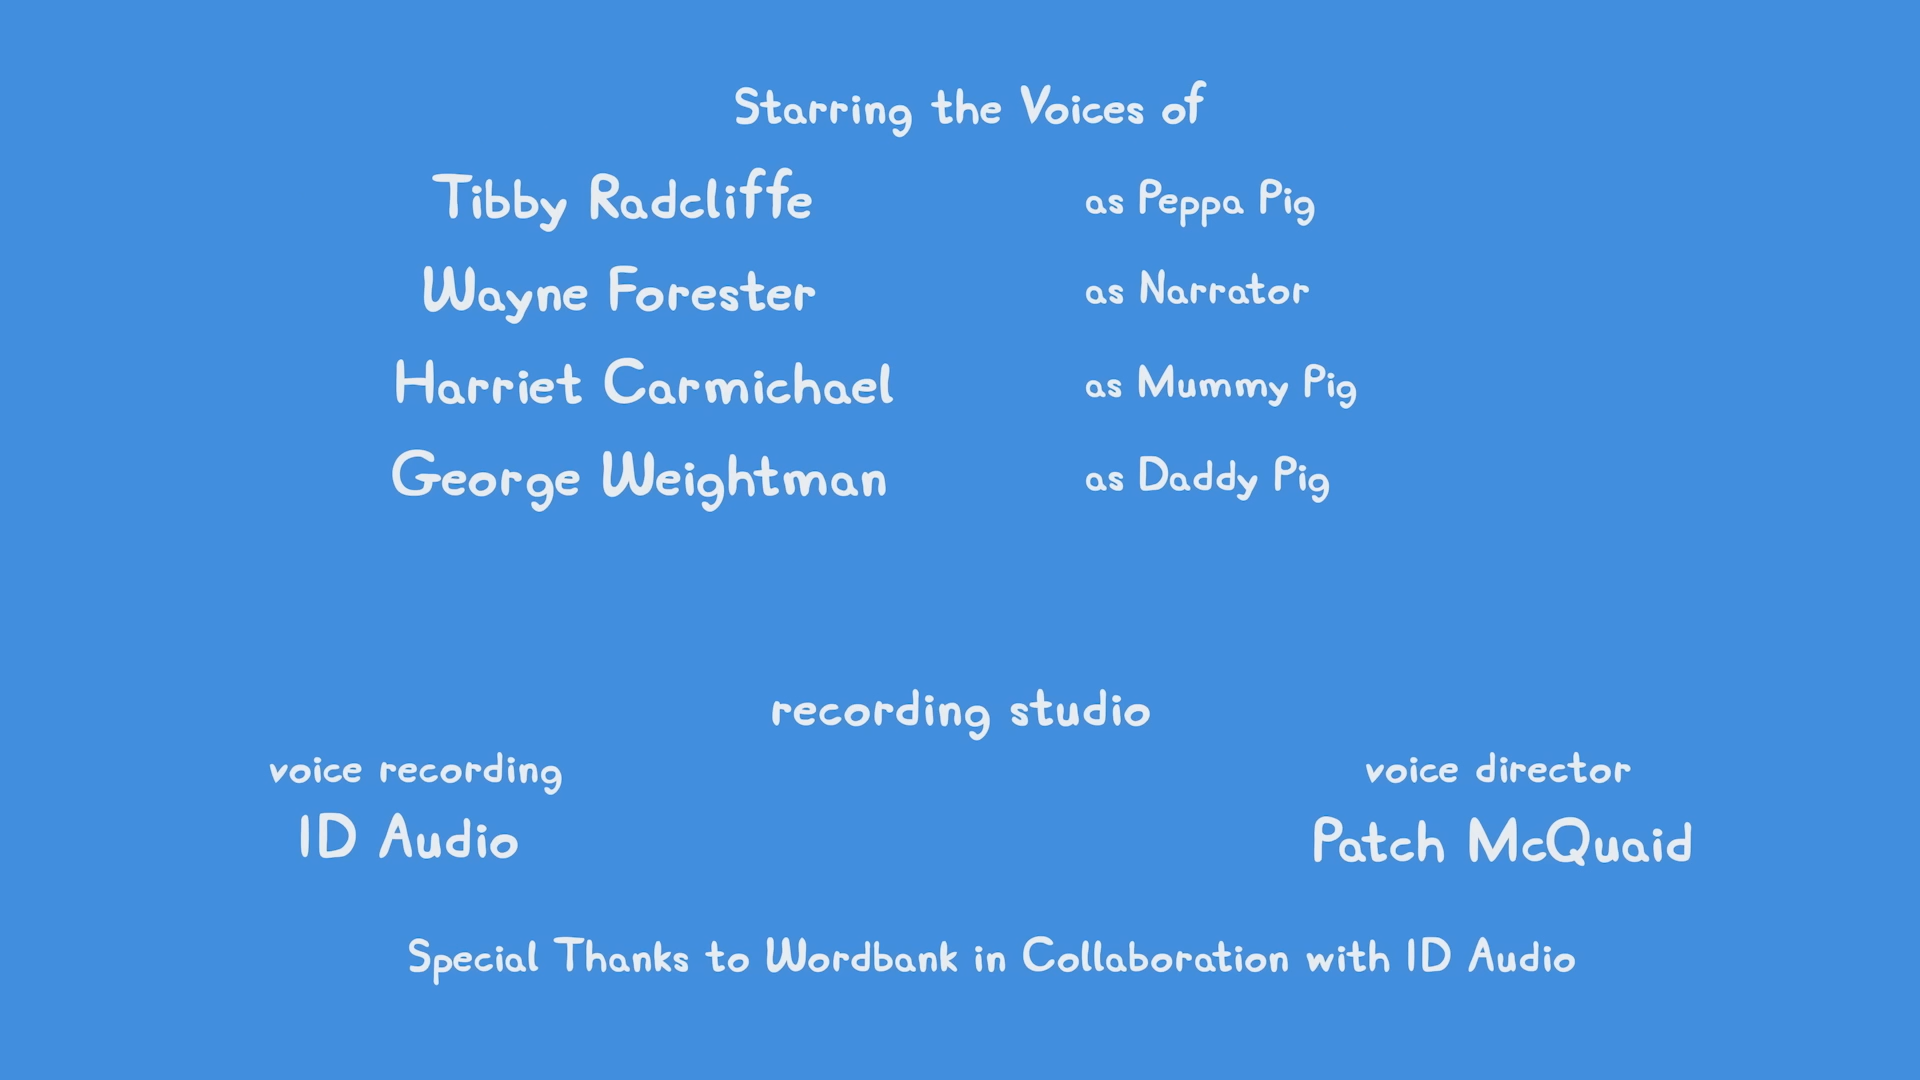 Starring the Voices of
Tibby Radcliffe as Peppa Pig
Wayne Forester as Narrator
Harriet Carmichael as Mummy Pig
George Weightman as Daddy Pig
recording studio
voice recording
ID Audio
voice director
Patch McQuaid
Special Thanks to Wordbank in Collaboration with ID Audio